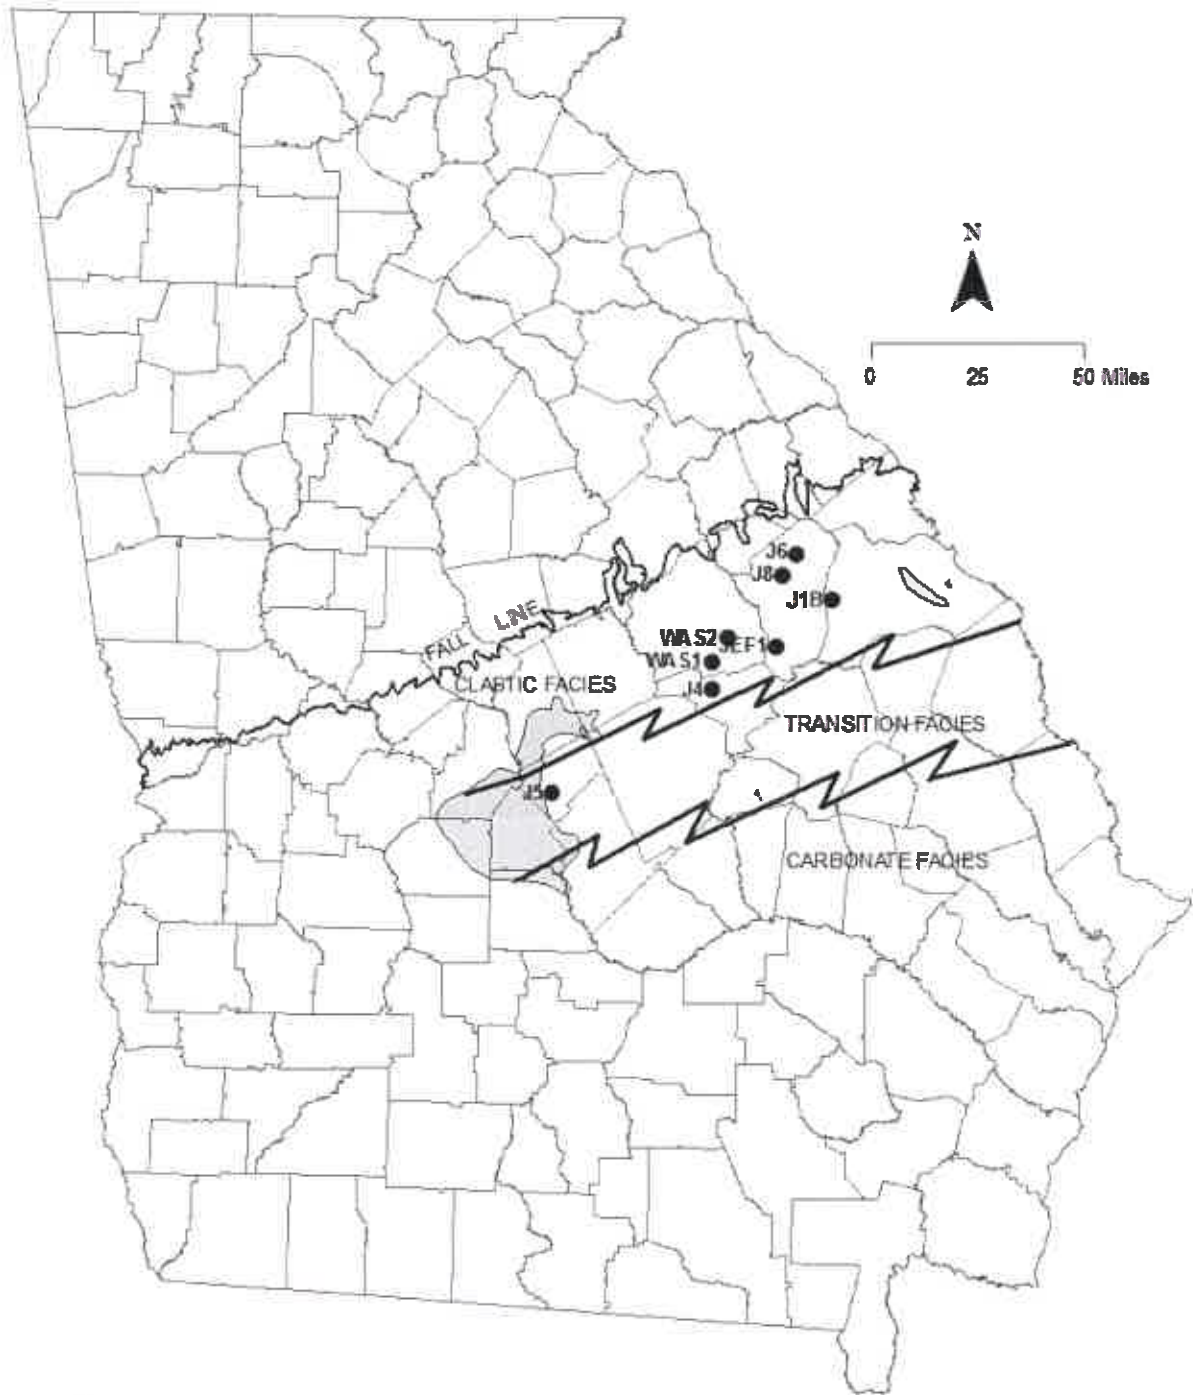 N
0 25 50 Miles
J6
J8
J1B
WAS2
JEF1
WAS1
J4
FALL LINE
CLASTIC FACIES
TRANSITION FACIES
J5
CARBONATE FACIES